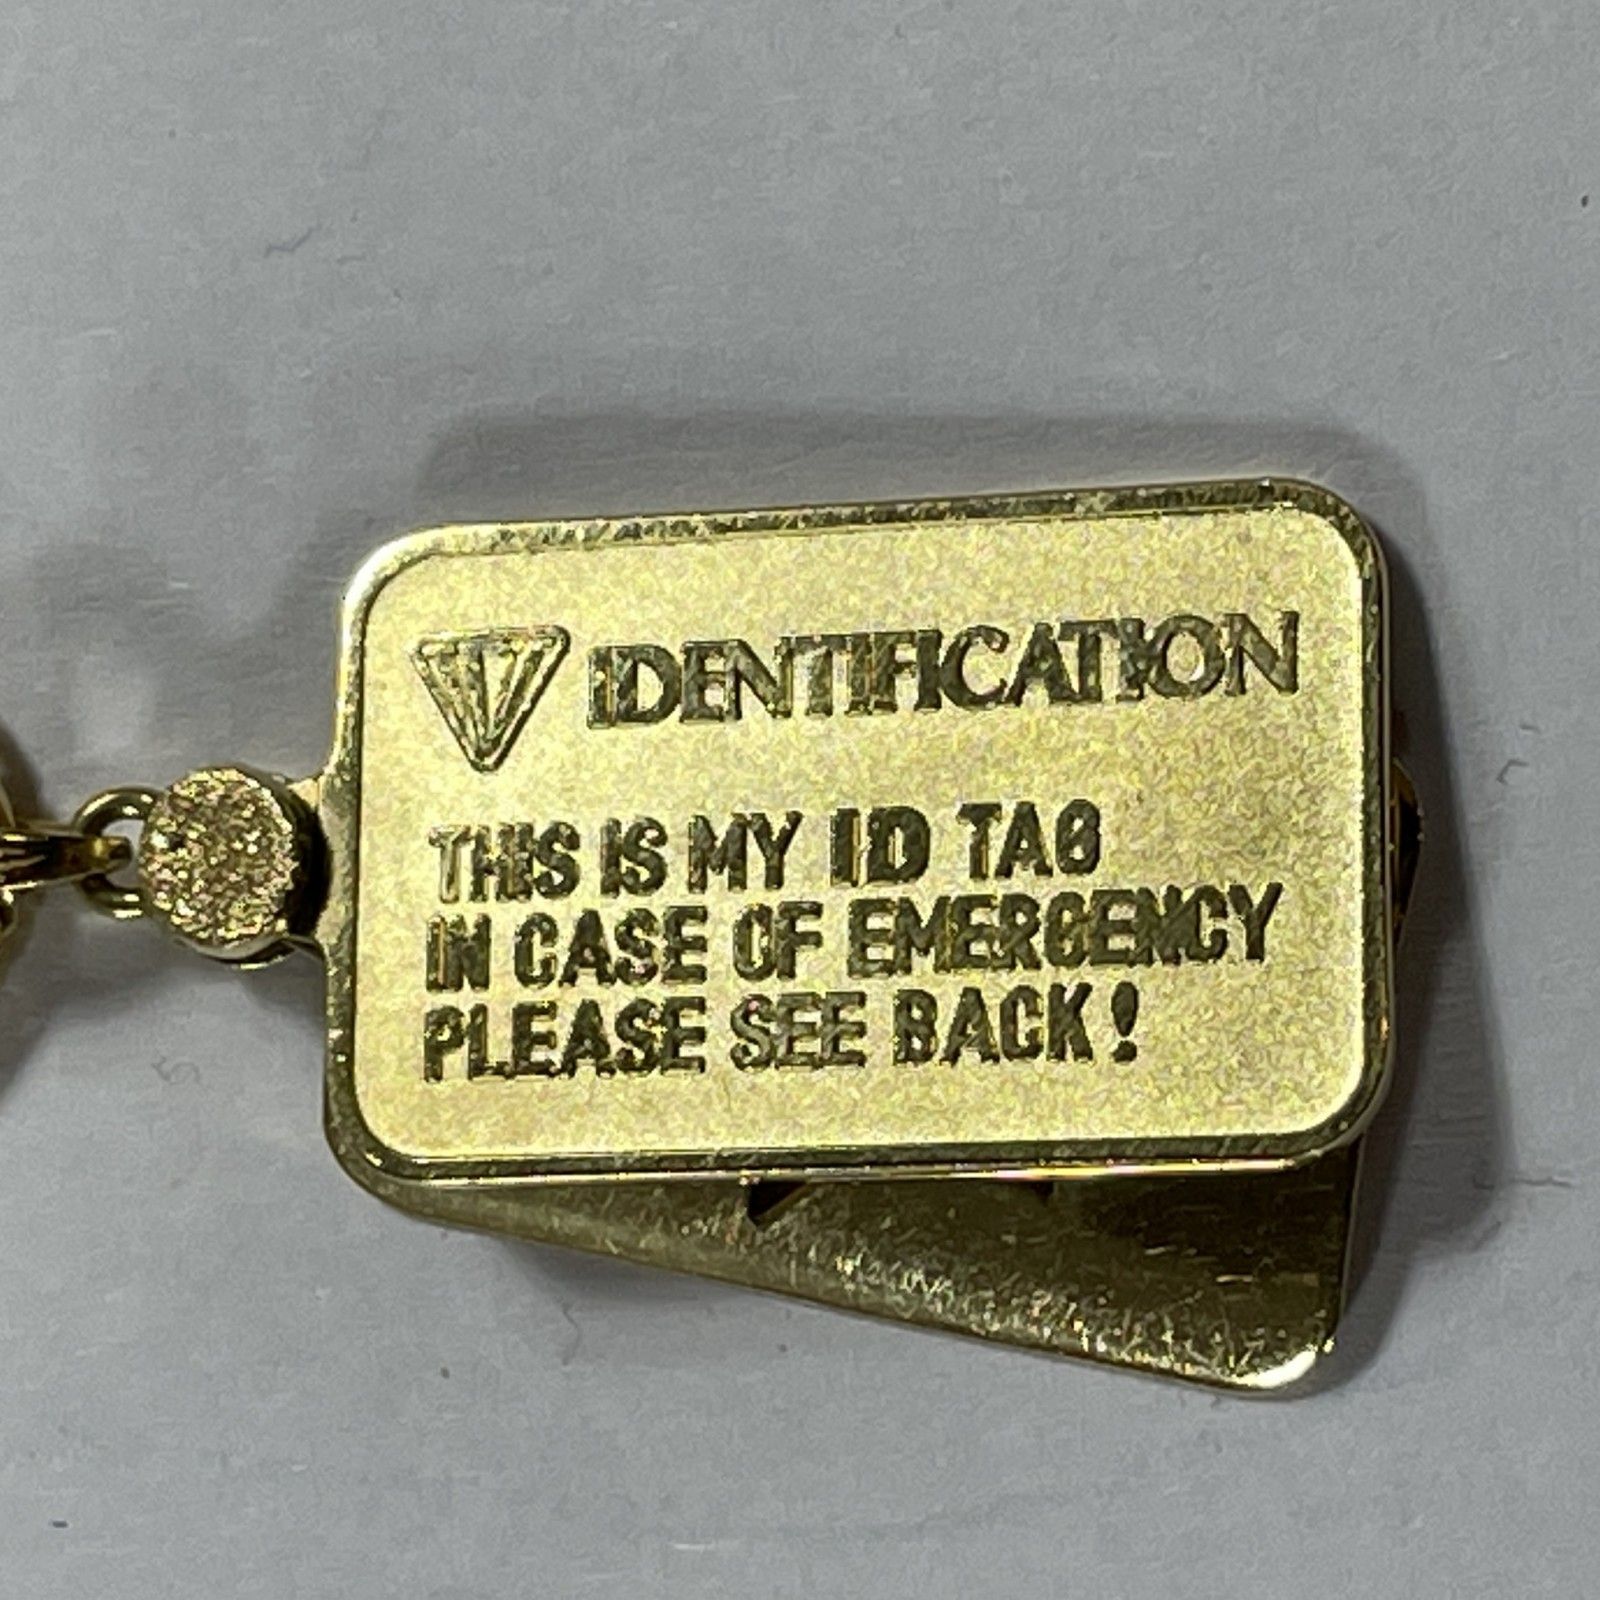 IDENTIFICATION
THIS IS MY ID TAG
IN CASE OF EMERGENCY
PLEASE SEE BACK!